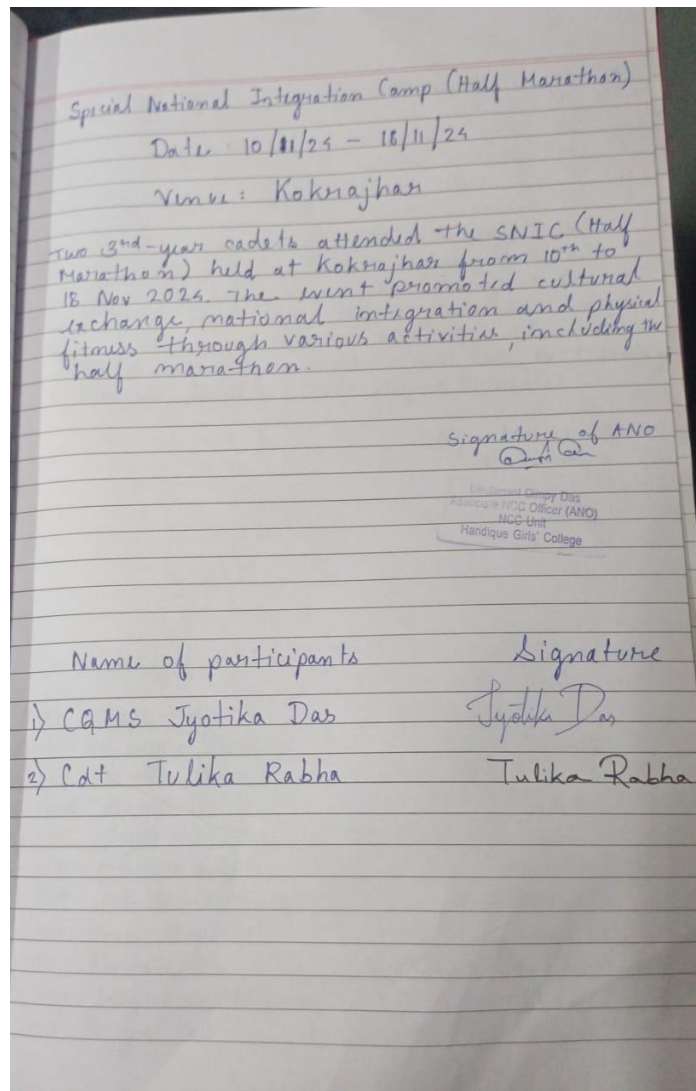 Special National Integration Camp (Half Marathon)
Date: 10/11/24 - 18/11/24
Venue: Kokrajhar
Two 3rd-year cadets attended the SNIC (Half
Marathon) held at Kokrajhar from 10th to
18 Nov 2024. The event promoted cultural
exchange, national integration and physical
fitness through various activities, including the
half marathon.
Signature of ANO
Lieutenant Dimpy Das
Associate NCC Officer (ANO)
NCC Unit
Handique Girls' College
Name of participants Signature
1) CQMS Jyotika Das Jyotika Das
2) Cdt Tulika Rabha Tulika Rabha